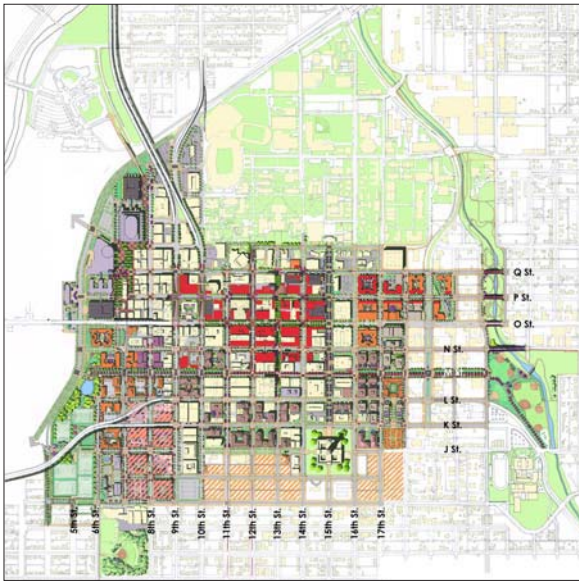 Q St.
P St.
O St.
N St.
M St.
L St.
K St.
J St.
5th St.
6th St.
8th St.
9th St.
10th St.
11th St.
12th St.
13th St.
14th St.
15th St.
16th St.
17th St.